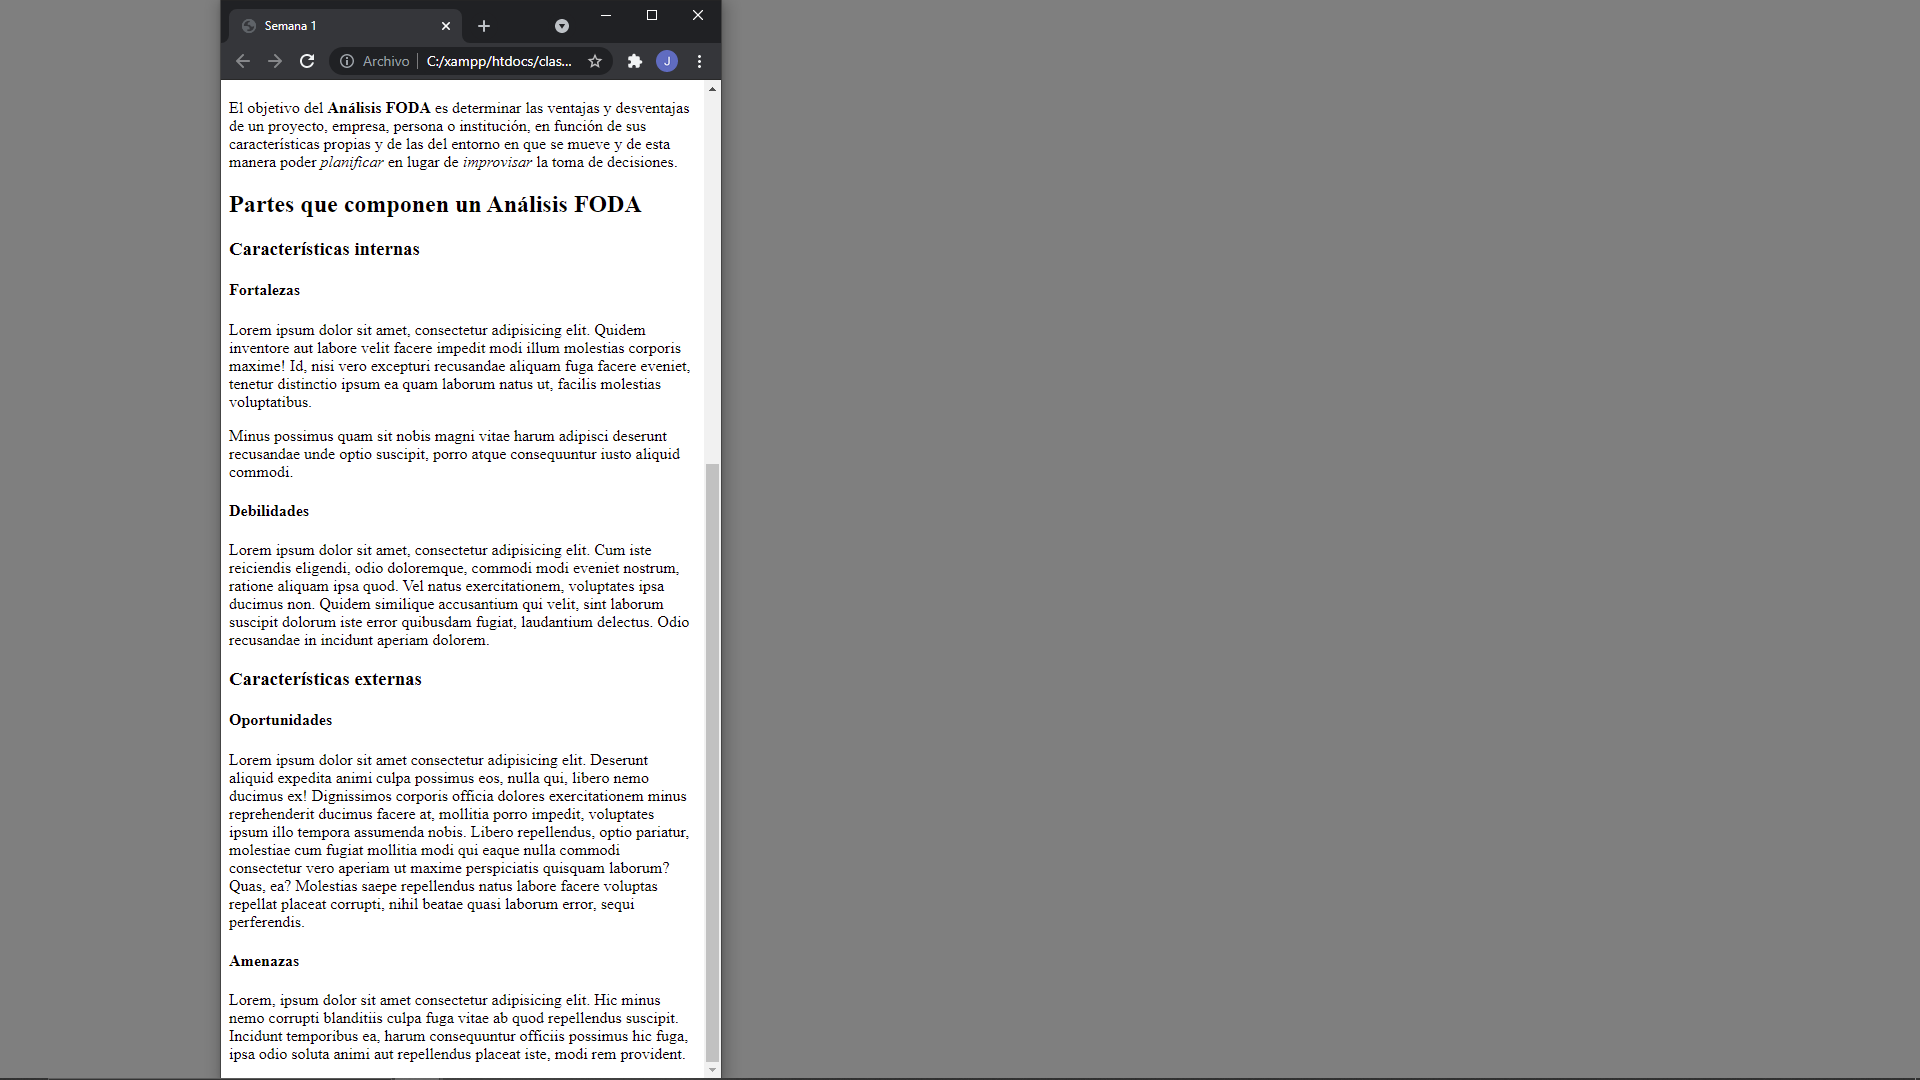 Semana 1
Archivo
C:/xampp/htdocs/clas...
J
El objetivo del Análisis FODA es determinar las ventajas y desventajas
de un proyecto, empresa, persona o institución, en función de sus
características propias y de las del entorno en que se mueve y de esta
manera poder planificar en lugar de improvisar la toma de decisiones.
Partes que componen un Análisis FODA
Características internas
Fortalezas
Lorem ipsum dolor sit amet, consectetur adipisicing elit. Quidem
inventore aut labore velit facere impedit modi illum molestias corporis
maxime! Id, nisi vero excepturi recusandae aliquam fuga facere eveniet,
tenetur distinctio ipsum ea quam laborum natus ut, facilis molestias
voluptatibus.
Minus possimus quam sit nobis magni vitae harum adipisci deserunt
recusandae unde optio suscipit, porro atque consequuntur iusto aliquid
commodi.
Debilidades
Lorem ipsum dolor sit amet, consectetur adipisicing elit. Cum iste
reiciendis eligendi, odio doloremque, commodi modi eveniet nostrum,
ratione aliquam ipsa quod. Vel natus exercitationem, voluptates ipsa
ducimus non. Quidem similique accusantium qui velit, sint laborum
suscipit dolorum iste error quibusdam fugiat, laudantium delectus. Odio
recusandae in incidunt aperiam dolorem.
Características externas
Oportunidades
Lorem ipsum dolor sit amet consectetur adipisicing elit. Deserunt
aliquid expedita animi culpa possimus eos, nulla qui, libero nemo
ducimus ex! Dignissimos corporis officia dolores exercitationem minus
reprehenderit ducimus facere at, mollitia porro impedit, voluptates
ipsum illo tempora assumenda nobis. Libero repellendus, optio pariatur,
molestiae cum fugiat mollitia modi qui eaque nulla commodi
consectetur vero aperiam ut maxime perspiciatis quisquam laborum?
Quas, ea? Molestias saepe repellendus natus labore facere voluptas
repellat placeat corrupti, nihil beatae quasi laborum error, sequi
perferendis.
Amenazas
Lorem, ipsum dolor sit amet consectetur adipisicing elit. Hic minus
nemo corrupti blanditiis culpa fuga vitae ab quod repellendus suscipit.
Incidunt temporibus ea, harum consequuntur officiis possimus hic fuga,
ipsa odio soluta animi aut repellendus placeat iste, modi rem provident.